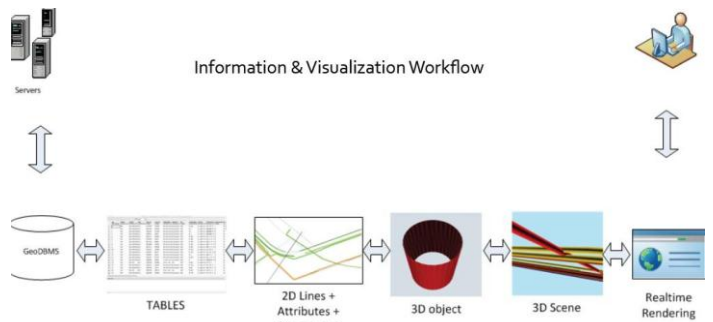 Information & Visualization Workflow
Servers
GeoDBMS
TABLES
2D Lines +
Attributes +
3D object
3D Scene
Realtime
Rendering